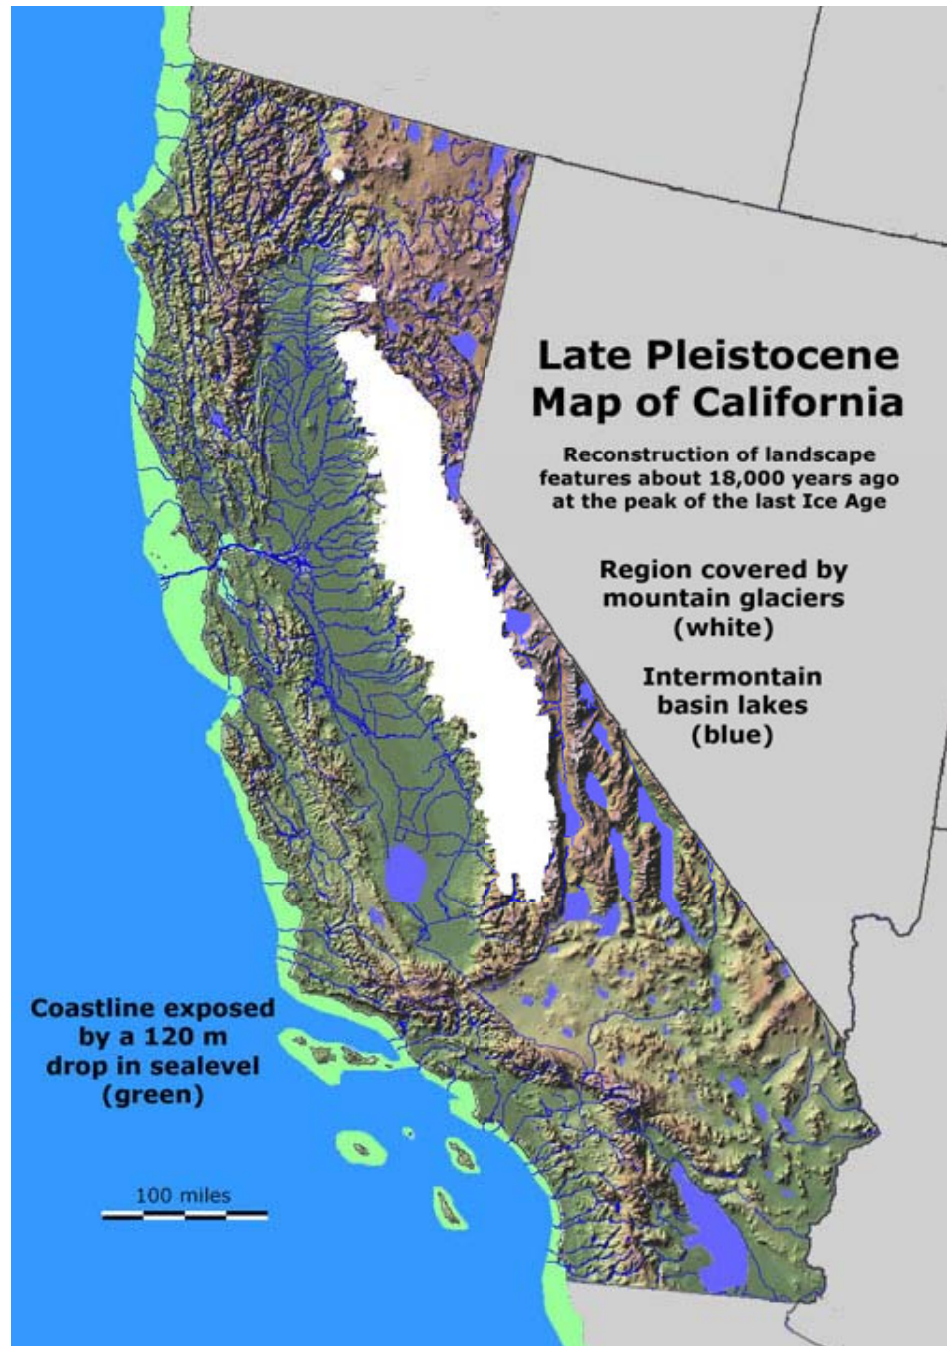 Late Pleistocene
Map of California
Reconstruction of landscape
features about 18,000 years ago
at the peak of the last Ice Age
Region covered by
mountain glaciers
(white)
Intermontain
basin lakes
(blue)
Coastline exposed
by a 120 m
drop in sealevel
(green)
100 miles